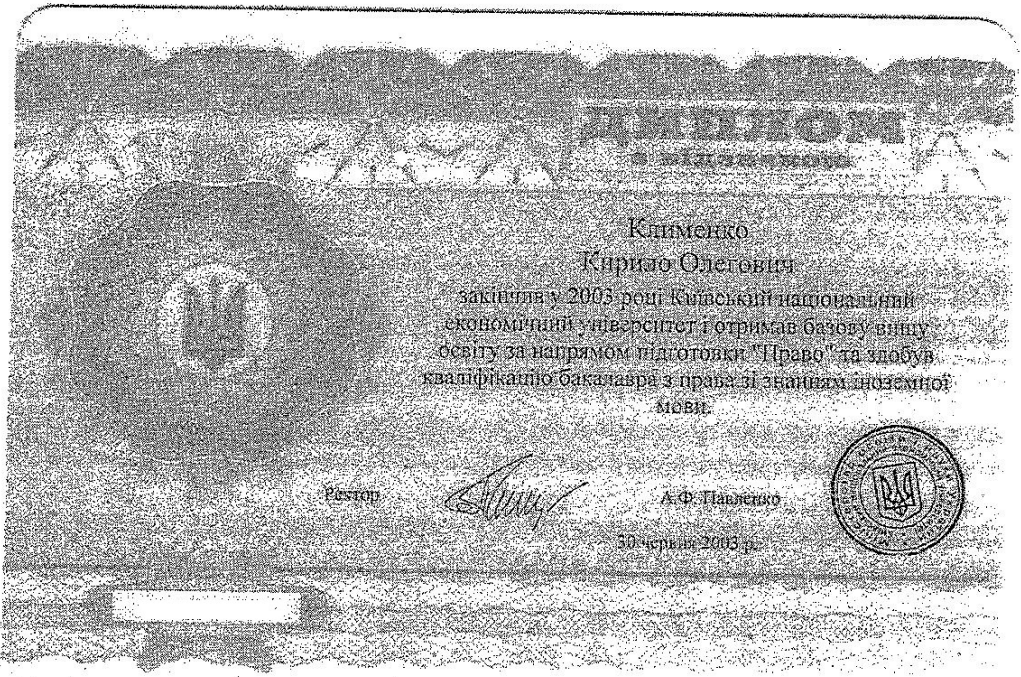 ДИПЛОМ
Клименко
Кирило Олегович
закінчив у 2003 році Київський національний
економічний університет і отримав базову вищу
освіту за напрямом підготовки "Право" та здобув
кваліфікацію бакалавра з права зі знанням іноземної
мови.
Ректор
А.Ф. Павленко
30 червня 2003 р.